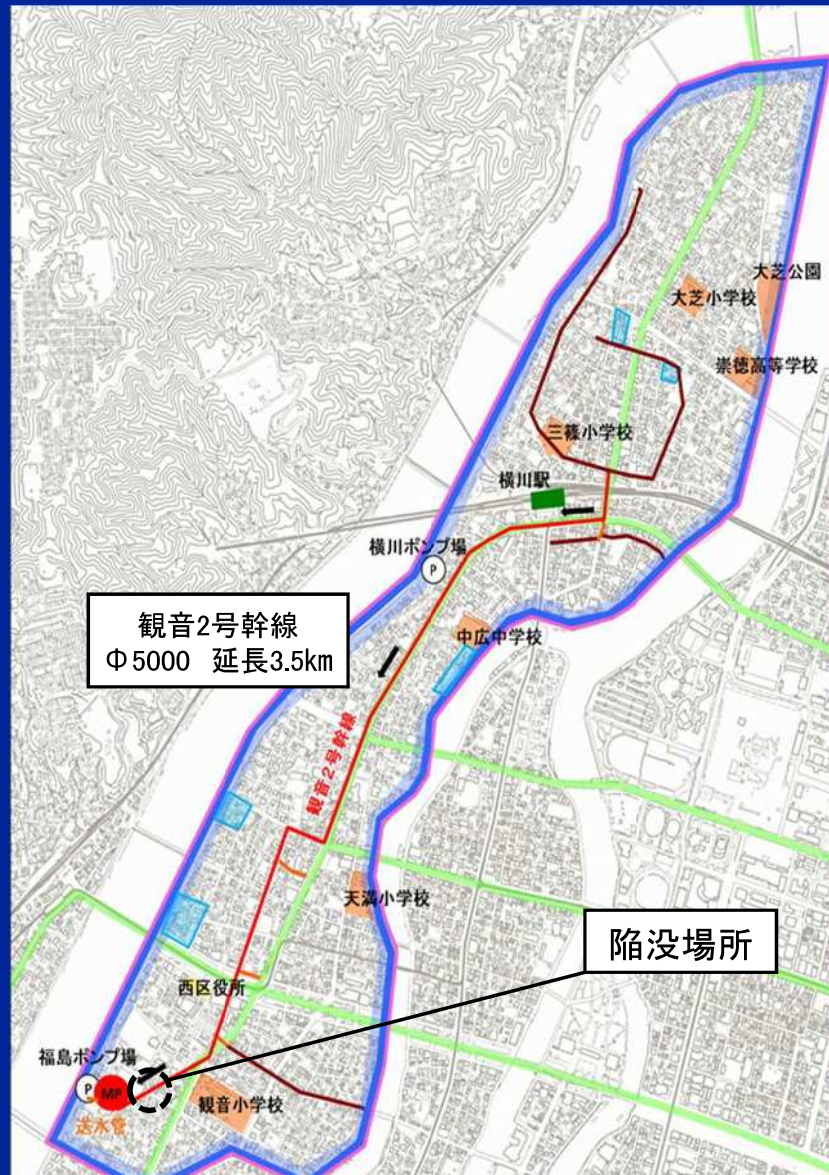 大芝公園
大芝小学校
崇徳高等学校
三篠小学校
横川駅
横川ポンプ場
P
観音2号幹線
Φ5000 延長3.5km
中広中学校
観音2号幹線
天満小学校
陥没場所
西区役所
福島ポンプ場
P
MP
送水管
観音小学校